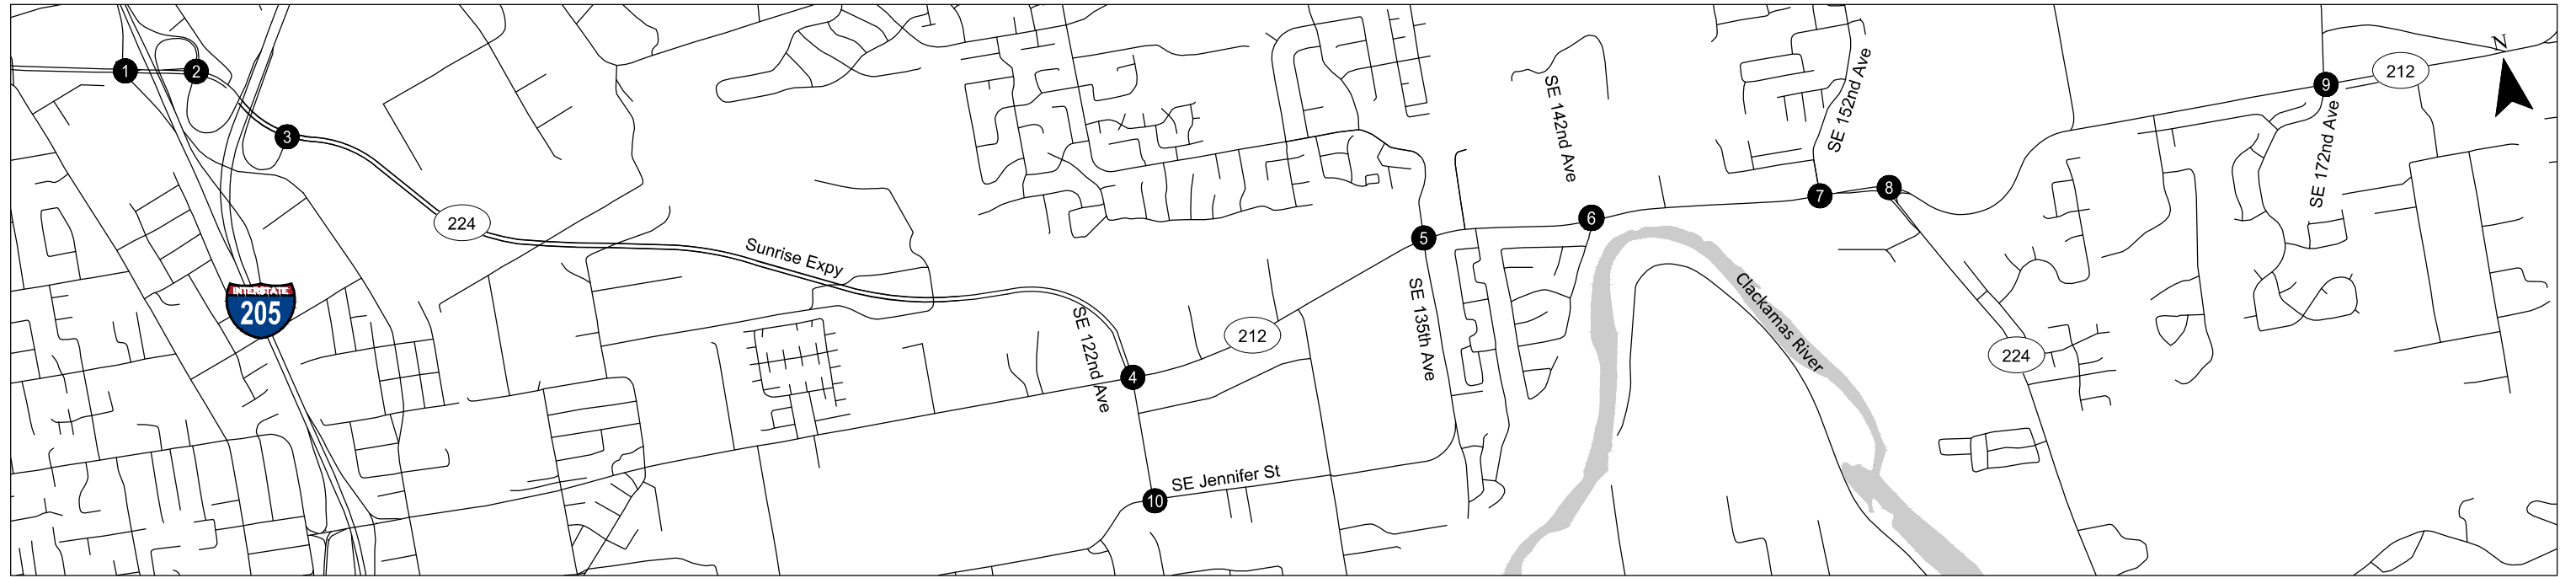 N
1
2
212
9
SE 152nd Ave
SE 142nd Ave
3
SE 172nd Ave
8
7
224
6
5
Sunrise Expy
INTERSTATE
205
Clackamas River
SE 135th Ave
SE 122nd Ave
212
224
4
SE Jennifer St
10